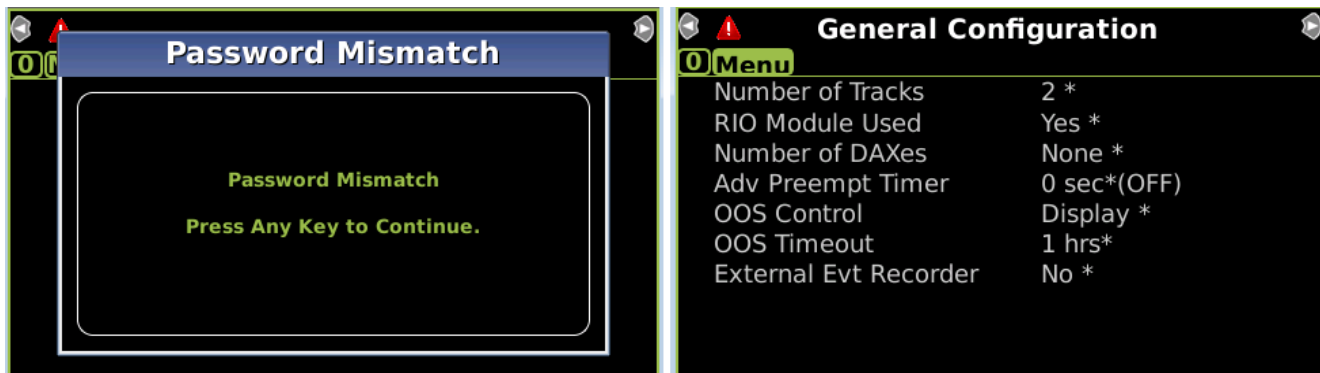 Password Mismatch
0
Password Mismatch
Press Any Key to Continue.
General Configuration
0 Menu
Number of Tracks 2 *
RIO Module Used Yes *
Number of DAXes None *
Adv Preempt Timer 0 sec*(OFF)
OOS Control Display *
OOS Timeout 1 hrs*
External Evt Recorder No *